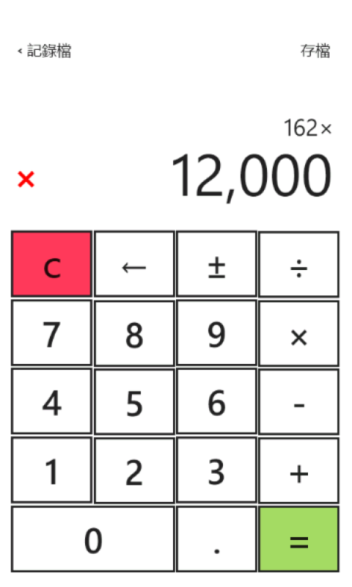 ‹ 記錄檔 存檔
162×
× 12,000
C ← ± ÷
7 8 9 ×
4 5 6 -
1 2 3 +
0 . =